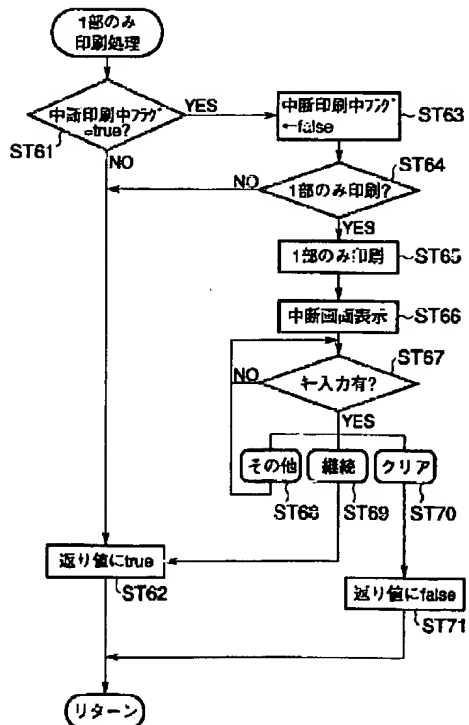 1部のみ
印刷処理
中断印刷中フラグ
=true?
YES
ST61
NO
中断印刷中フラグ
←false
ST63
ST64
NO
1部のみ印刷?
YES
1部のみ印刷
ST65
中断画面表示
ST66
ST67
NO
キー入力有?
YES
その他
継続
クリア
ST68
ST69
ST70
返り値にtrue
ST62
返り値にfalse
ST71
リターン